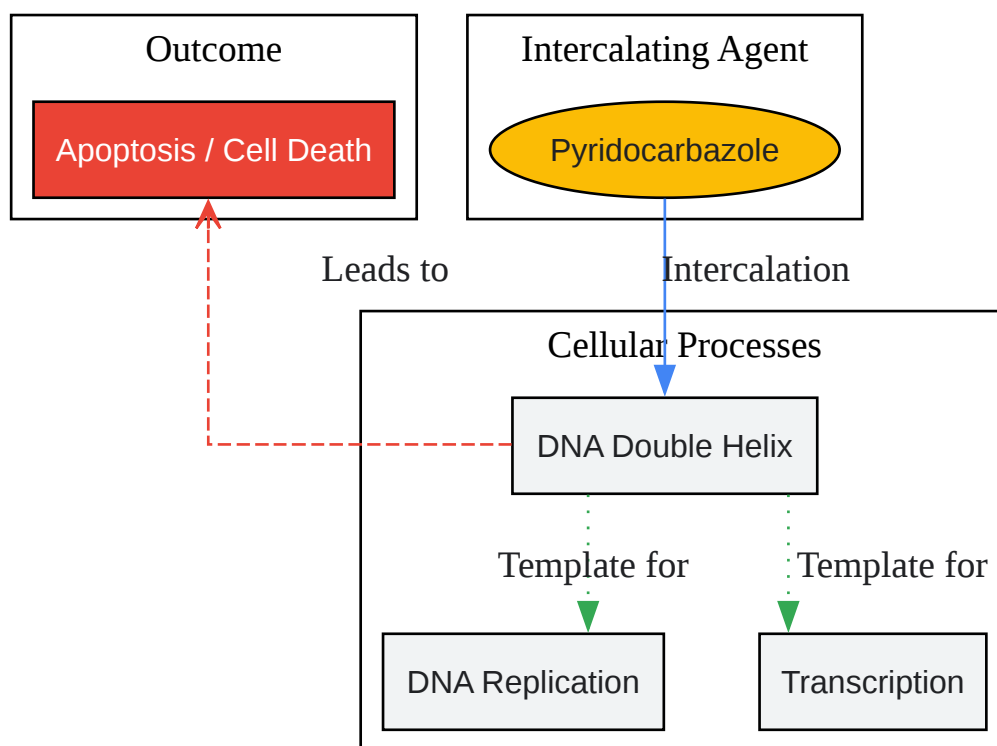 Outcome
Intercalating Agent
Apoptosis / Cell Death
Pyridocarbazole
Leads to
Intercalation
Cellular Processes
DNA Double Helix
Template for
Template for
DNA Replication
Transcription